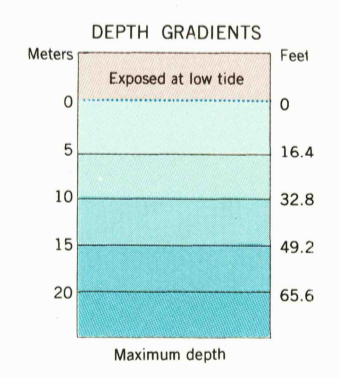 DEPTH GRADIENTS
Meters Feet
Exposed at low tide
0 0
5 16.4
10 32.8
15 49.2
20 65.6
Maximum depth